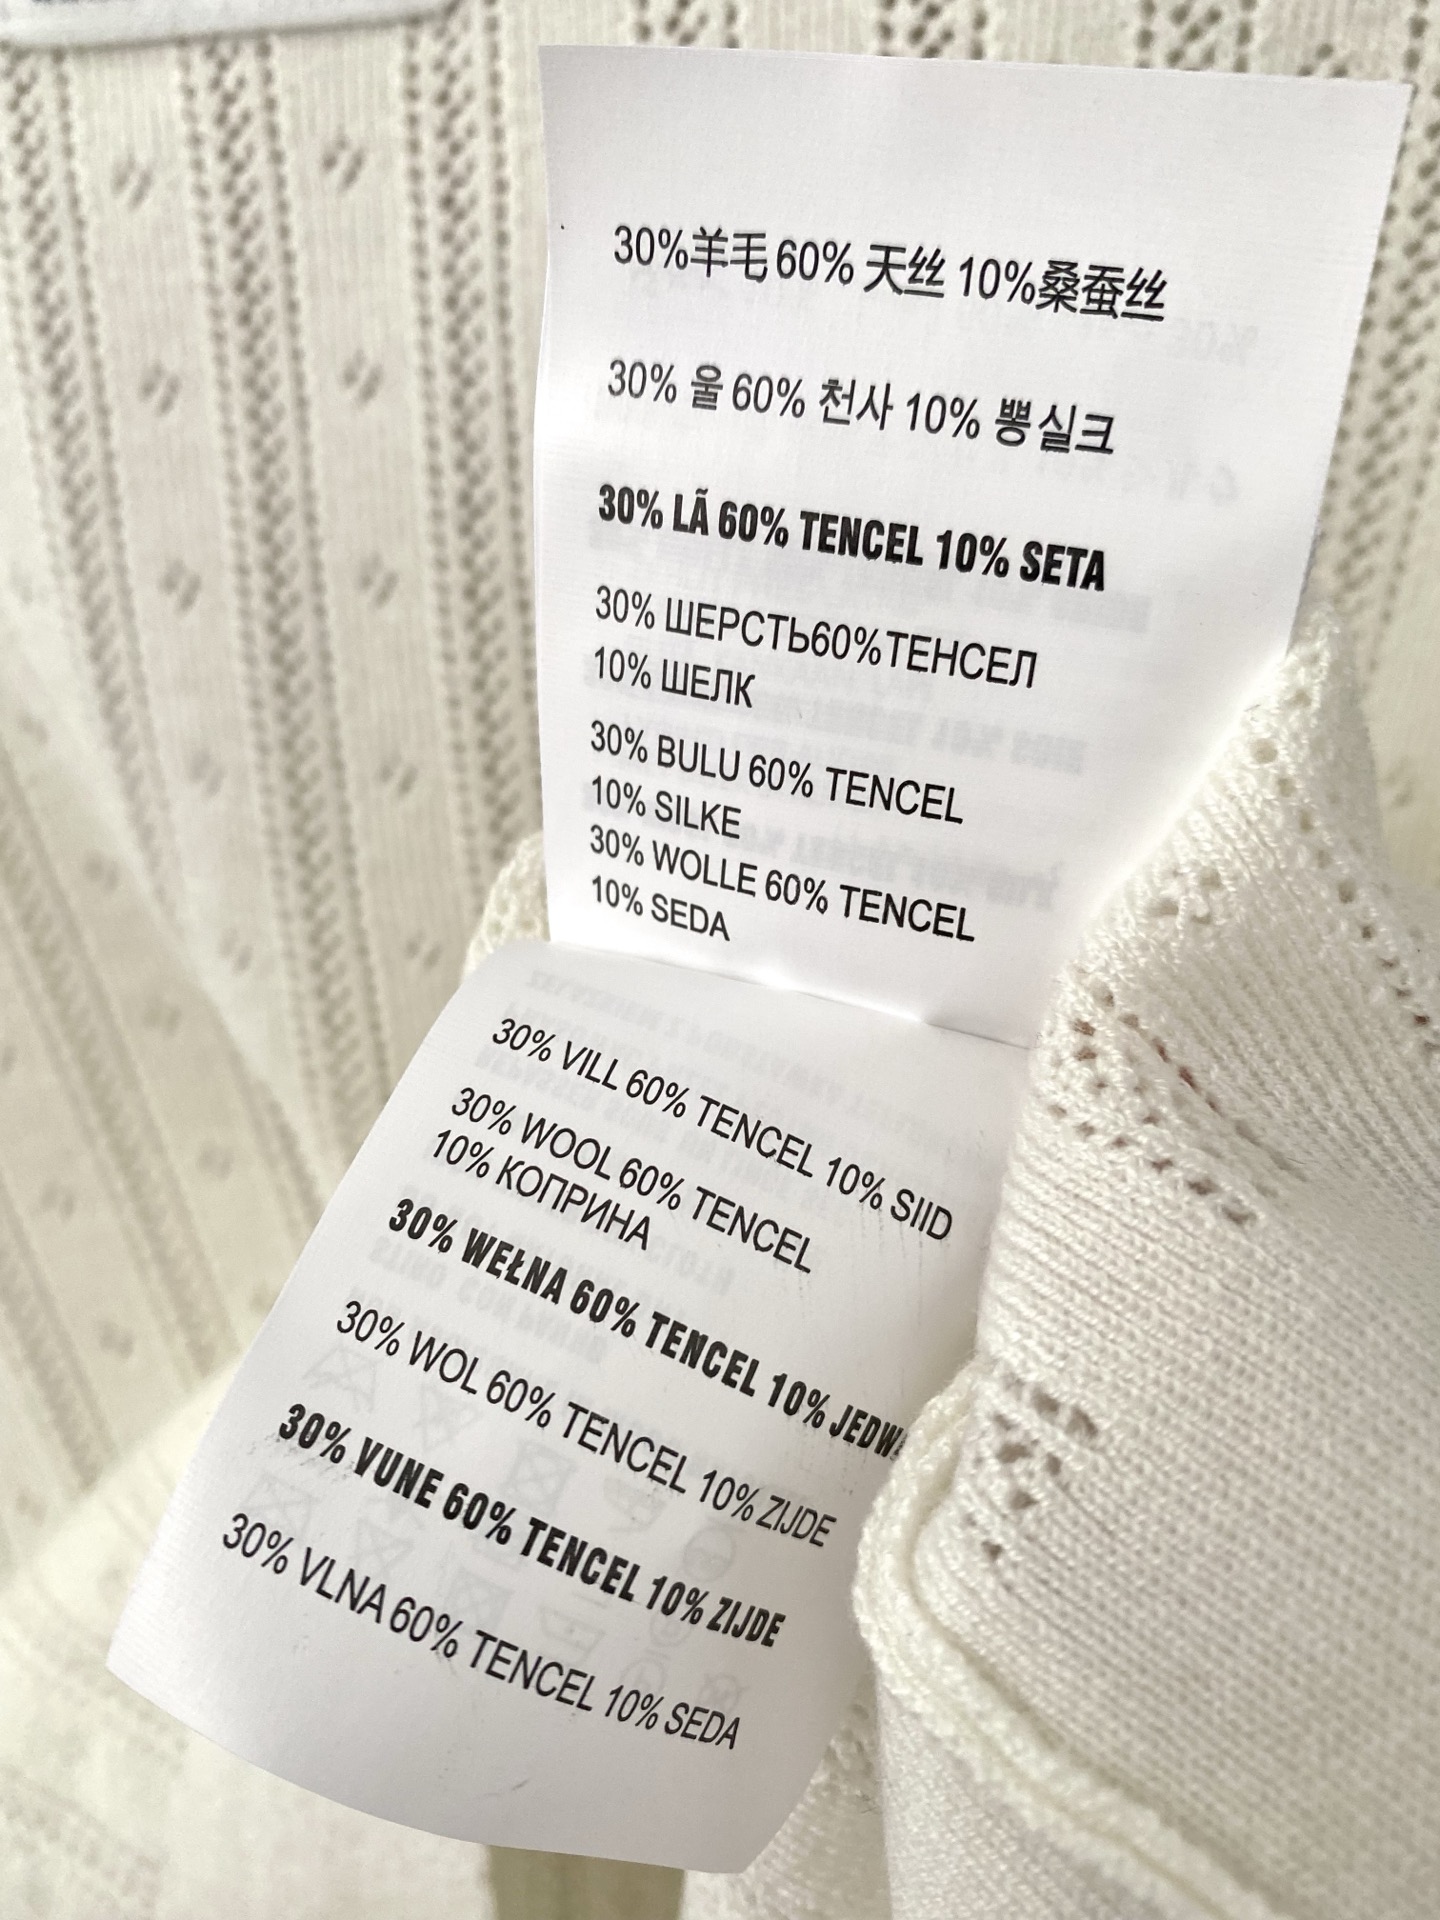 30%羊毛 60% 天丝 10%桑蚕丝
30% 울 60% 천사 10% 뽕실크
30% LÃ 60% TENCEL 10% SETA
30% ШЕРСТЬ60%ТЕНСЕЛ
10% ШЕЛК
30% BULU 60% TENCEL
10% SILKE
30% WOLLE 60% TENCEL
10% SEDA
30% VILL 60% TENCEL 10% SIID
30% WOOL 60% TENCEL
10% КОПРИНА
30% WEŁNA 60% TENCEL 10% JEDW
30% WOL 60% TENCEL 10% ZIJDE
30% VUNE 60% TENCEL 10% ZIJDE
30% VLNA 60% TENCEL 10% SEDA